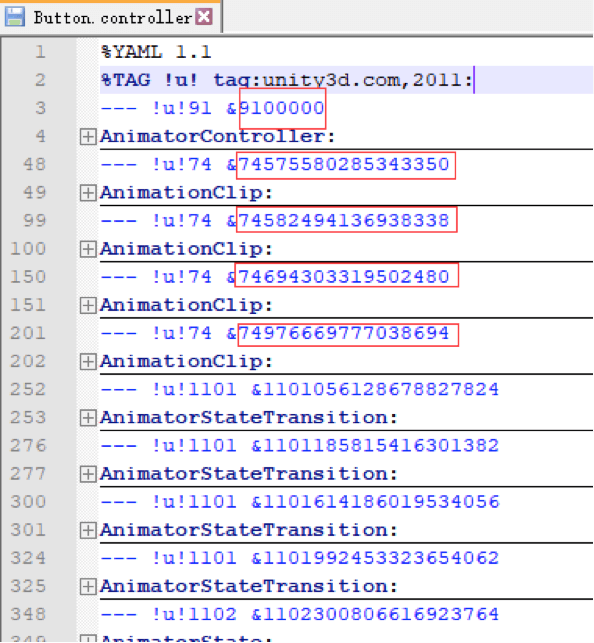 Button.controller
1 %YAML 1.1
2 %TAG !u! tag:unity3d.com,2011:
3 --- !u!91 &9100000
4 AnimatorController:
48 --- !u!74 &74575580285343350
49 AnimationClip:
99 --- !u!74 &74582494136938338
100 AnimationClip:
150 --- !u!74 &74694303319502480
151 AnimationClip:
201 --- !u!74 &74976669777038694
202 AnimationClip:
252 --- !u!1101 &1101056128678827824
253 AnimatorStateTransition:
276 --- !u!1101 &1101185815416301382
277 AnimatorStateTransition:
300 --- !u!1101 &1101614186019534056
301 AnimatorStateTransition:
324 --- !u!1101 &1101992453323654062
325 AnimatorStateTransition:
348 --- !u!1102 &1102300806616923764
349 AnimatorState: